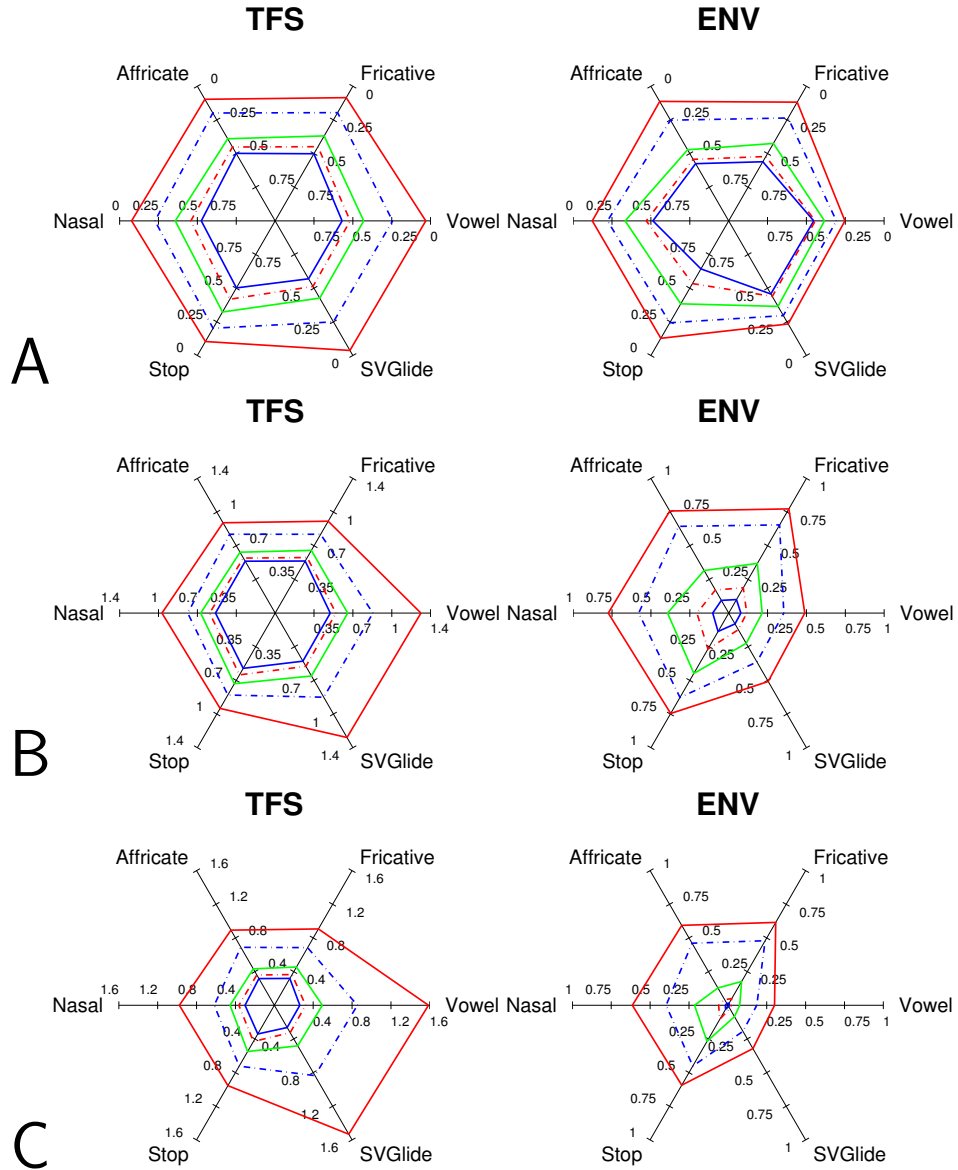 TFS
ENV
Affricate 0 Fricative 0
0.25 0.25
0.5 0.5
0.75 0.75
Nasal 0 0.25 0.5 0.75
0.75 0.5 0.25 0 Vowel
0.75 0.75
0.5 0.5
0.25 0.25
Stop 0 SVGlide 0
Affricate 0 Fricative 0
0.25 0.25
0.5 0.5
0.75 0.75
Nasal 0 0.25 0.5 0.75
0.75 0.5 0.25 0 Vowel
0.75 0.75
0.5 0.5
0.25 0.25
Stop 0 SVGlide 0
A
TFS
ENV
Affricate 1.4 Fricative 1.4
1 1
0.7 0.7
0.35 0.35
Nasal 1.4 1 0.7 0.35
0.35 0.7 1 1.4 Vowel
0.35 0.35
0.7 0.7
1 1
Stop 1.4 SVGlide 1.4
Affricate 1 Fricative 1
0.75 0.75
0.5 0.5
0.25 0.25
Nasal 1 0.75 0.5 0.25
0.25 0.5 0.75 1 Vowel
0.25
0.5 0.5
0.75 0.75
Stop 1 SVGlide 1
B
TFS
ENV
Affricate 1.6 Fricative 1.6
1.2 1.2
0.8 0.8
0.4 0.4
Nasal 1.6 1.2 0.8 0.4
0.4 0.8 1.2 1.6 Vowel
0.4 0.4
0.8 0.8
1.2 1.2
Stop 1.6 SVGlide 1.6
Affricate 1 Fricative 1
0.75 0.75
0.5 0.5
0.25 0.25
Nasal 1 0.75 0.5 0.25
0.25 0.5 0.75 1 Vowel
0.25
0.5 0.5
0.75 0.75
Stop 1 SVGlide 1
C